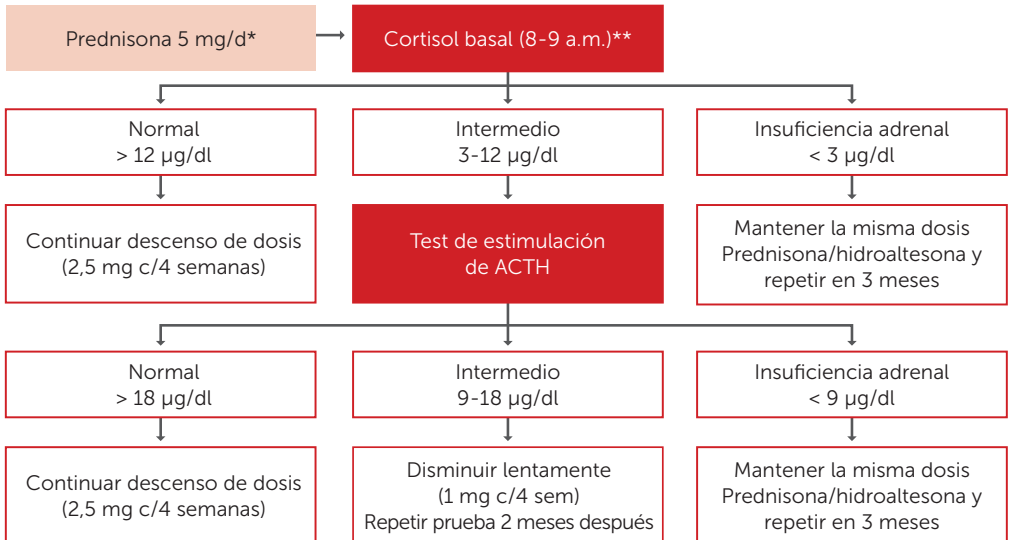 Prednisona 5 mg/d*
Cortisol basal (8-9 a.m.)**
Normal
> 12 µg/dl
Intermedio
3-12 µg/dl
Insuficiencia adrenal
< 3 µg/dl
Continuar descenso de dosis
(2,5 mg c/4 semanas)
Test de estimulación
de ACTH
Mantener la misma dosis
Prednisona/hidroaltesona y
repetir en 3 meses
Normal
> 18 µg/dl
Intermedio
9-18 µg/dl
Insuficiencia adrenal
< 9 µg/dl
Continuar descenso de dosis
(2,5 mg c/4 semanas)
Disminuir lentamente
(1 mg c/4 sem)
Repetir prueba 2 meses después
Mantener la misma dosis
Prednisona/hidroaltesona y
repetir en 3 meses